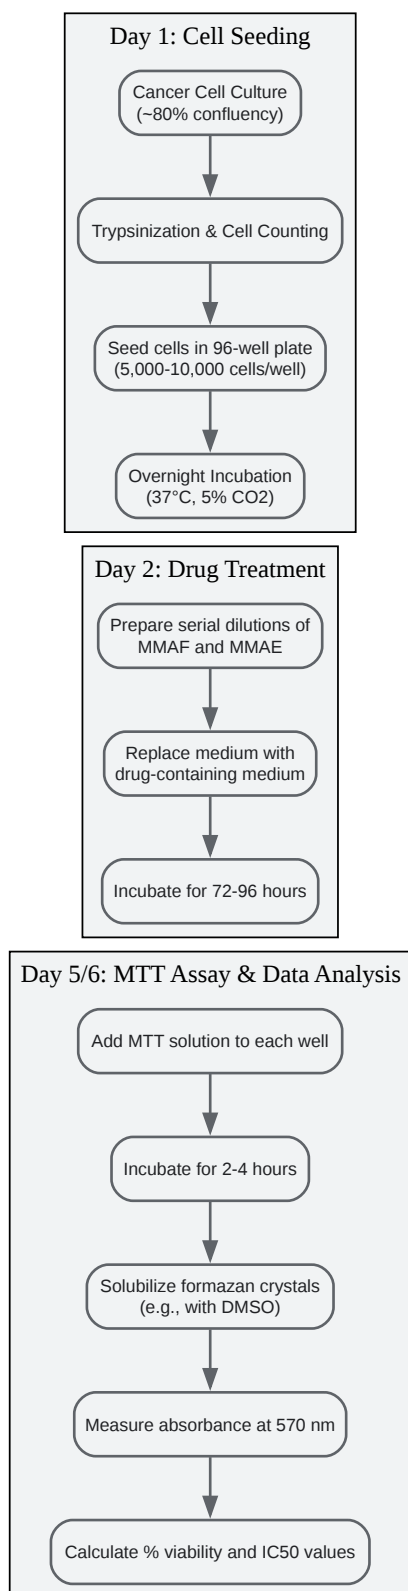 Day 1: Cell Seeding
Cancer Cell Culture
(~80% confluency)
Trypsinization & Cell Counting
Seed cells in 96-well plate
(5,000-10,000 cells/well)
Overnight Incubation
(37°C, 5% CO2)
Day 2: Drug Treatment
Prepare serial dilutions of
MMAF and MMAE
Replace medium with
drug-containing medium
Incubate for 72-96 hours
Day 5/6: MTT Assay & Data Analysis
Add MTT solution to each well
Incubate for 2-4 hours
Solubilize formazan crystals
(e.g., with DMSO)
Measure absorbance at 570 nm
Calculate % viability and IC50 values